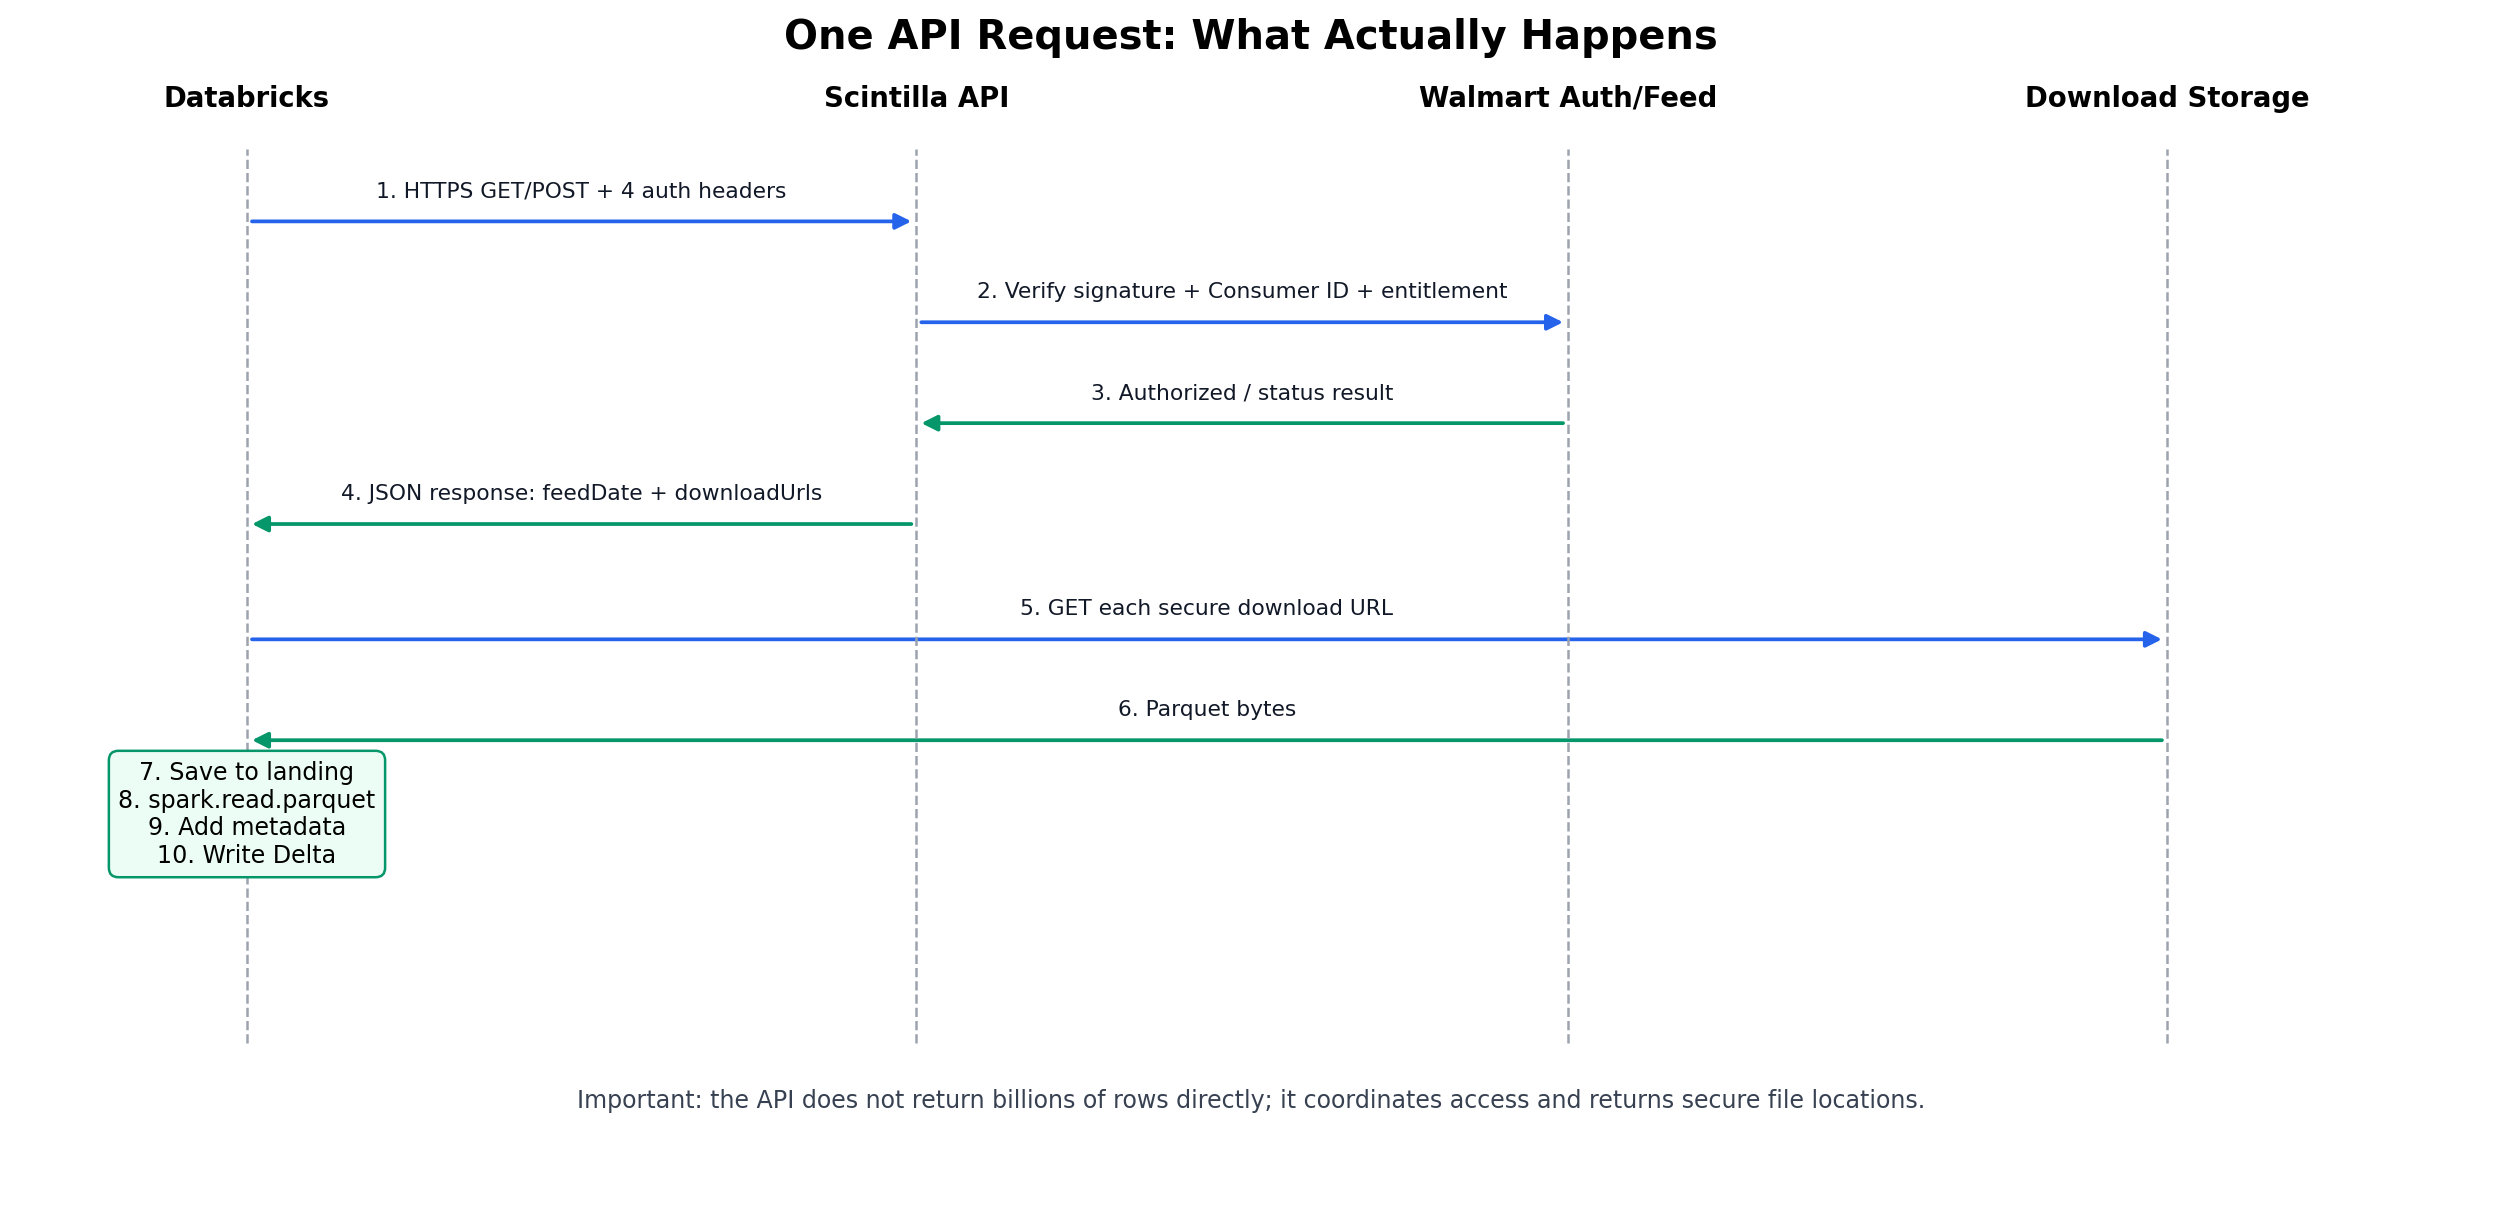 One API Request: What Actually Happens
Databricks
Scintilla API
Walmart Auth/Feed
Download Storage
1. HTTPS GET/POST + 4 auth headers
2. Verify signature + Consumer ID + entitlement
3. Authorized / status result
4. JSON response: feedDate + downloadUrls
5. GET each secure download URL
6. Parquet bytes
7. Save to landing
8. spark.read.parquet
9. Add metadata
10. Write Delta
Important: the API does not return billions of rows directly; it coordinates access and returns secure file locations.